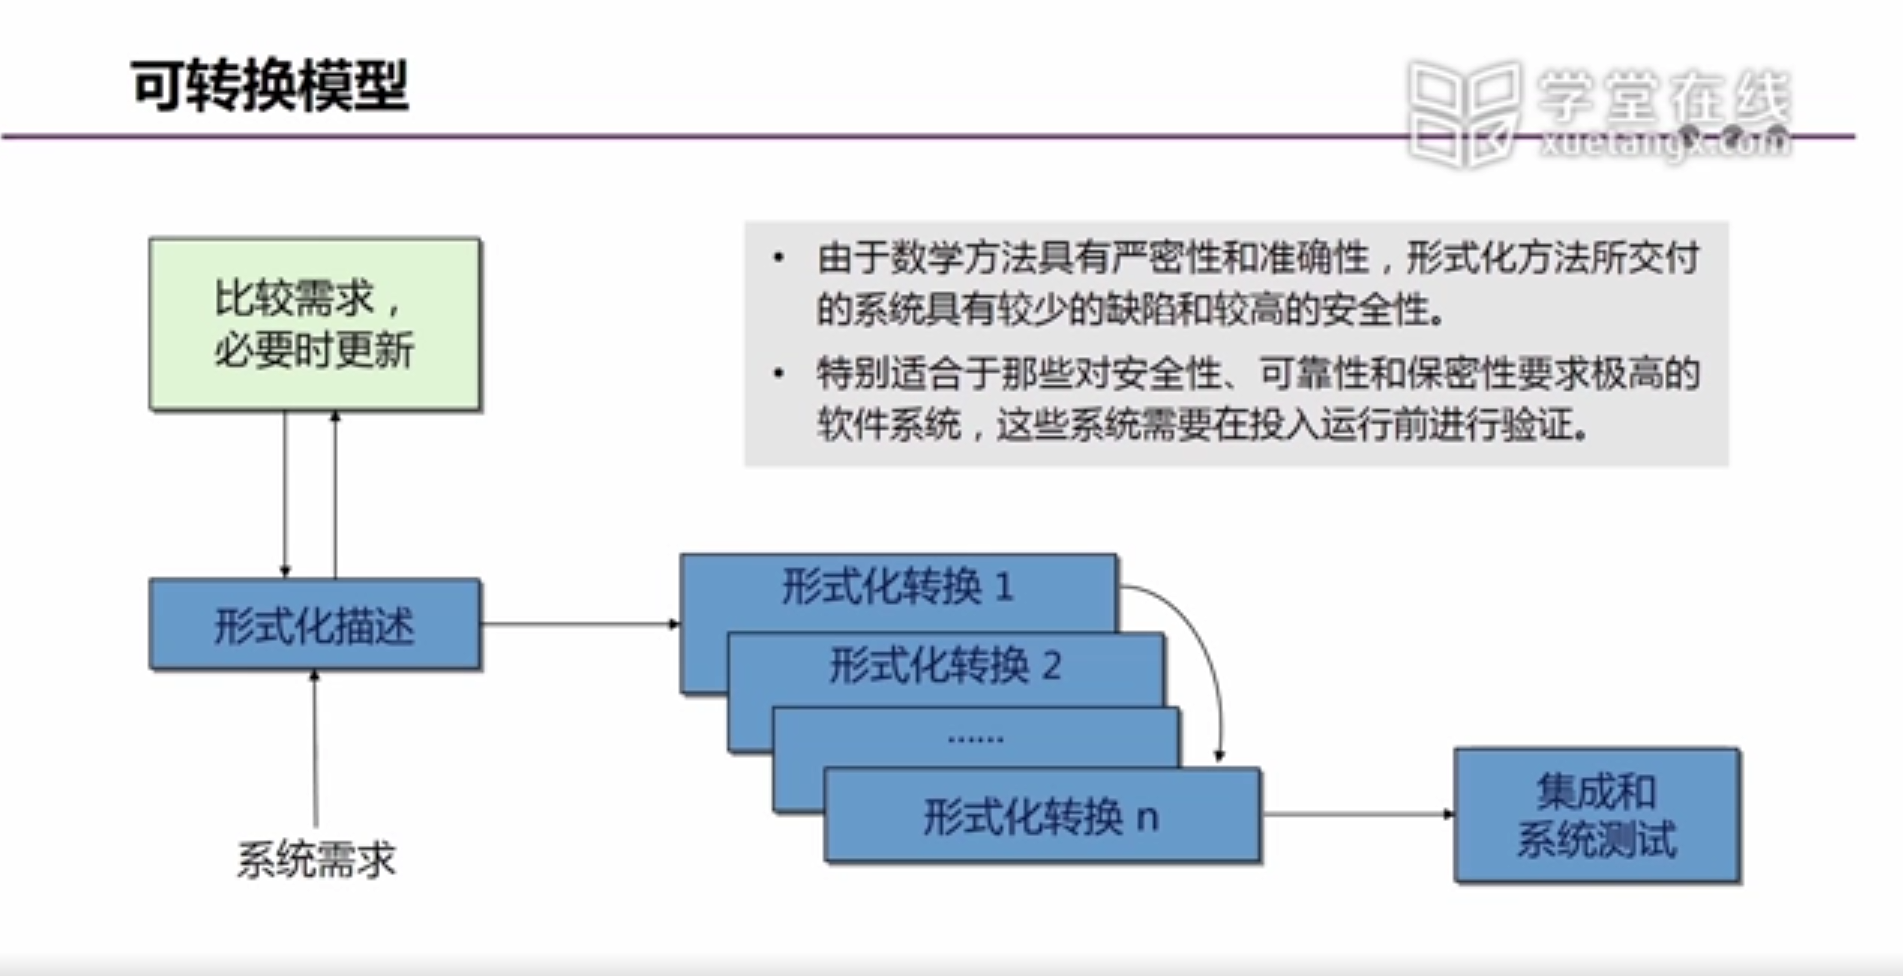 可转换模型
学堂在线
xuetangx.com
比较需求，
必要时更新
• 由于数学方法具有严密性和准确性，形式化方法所交付
的系统具有较少的缺陷和较高的安全性。
• 特别适合于那些对安全性、可靠性和保密性要求极高的
软件系统，这些系统需要在投入运行前进行验证。
形式化描述
系统需求
形式化转换 1
形式化转换 2
……
形式化转换 n
集成和
系统测试